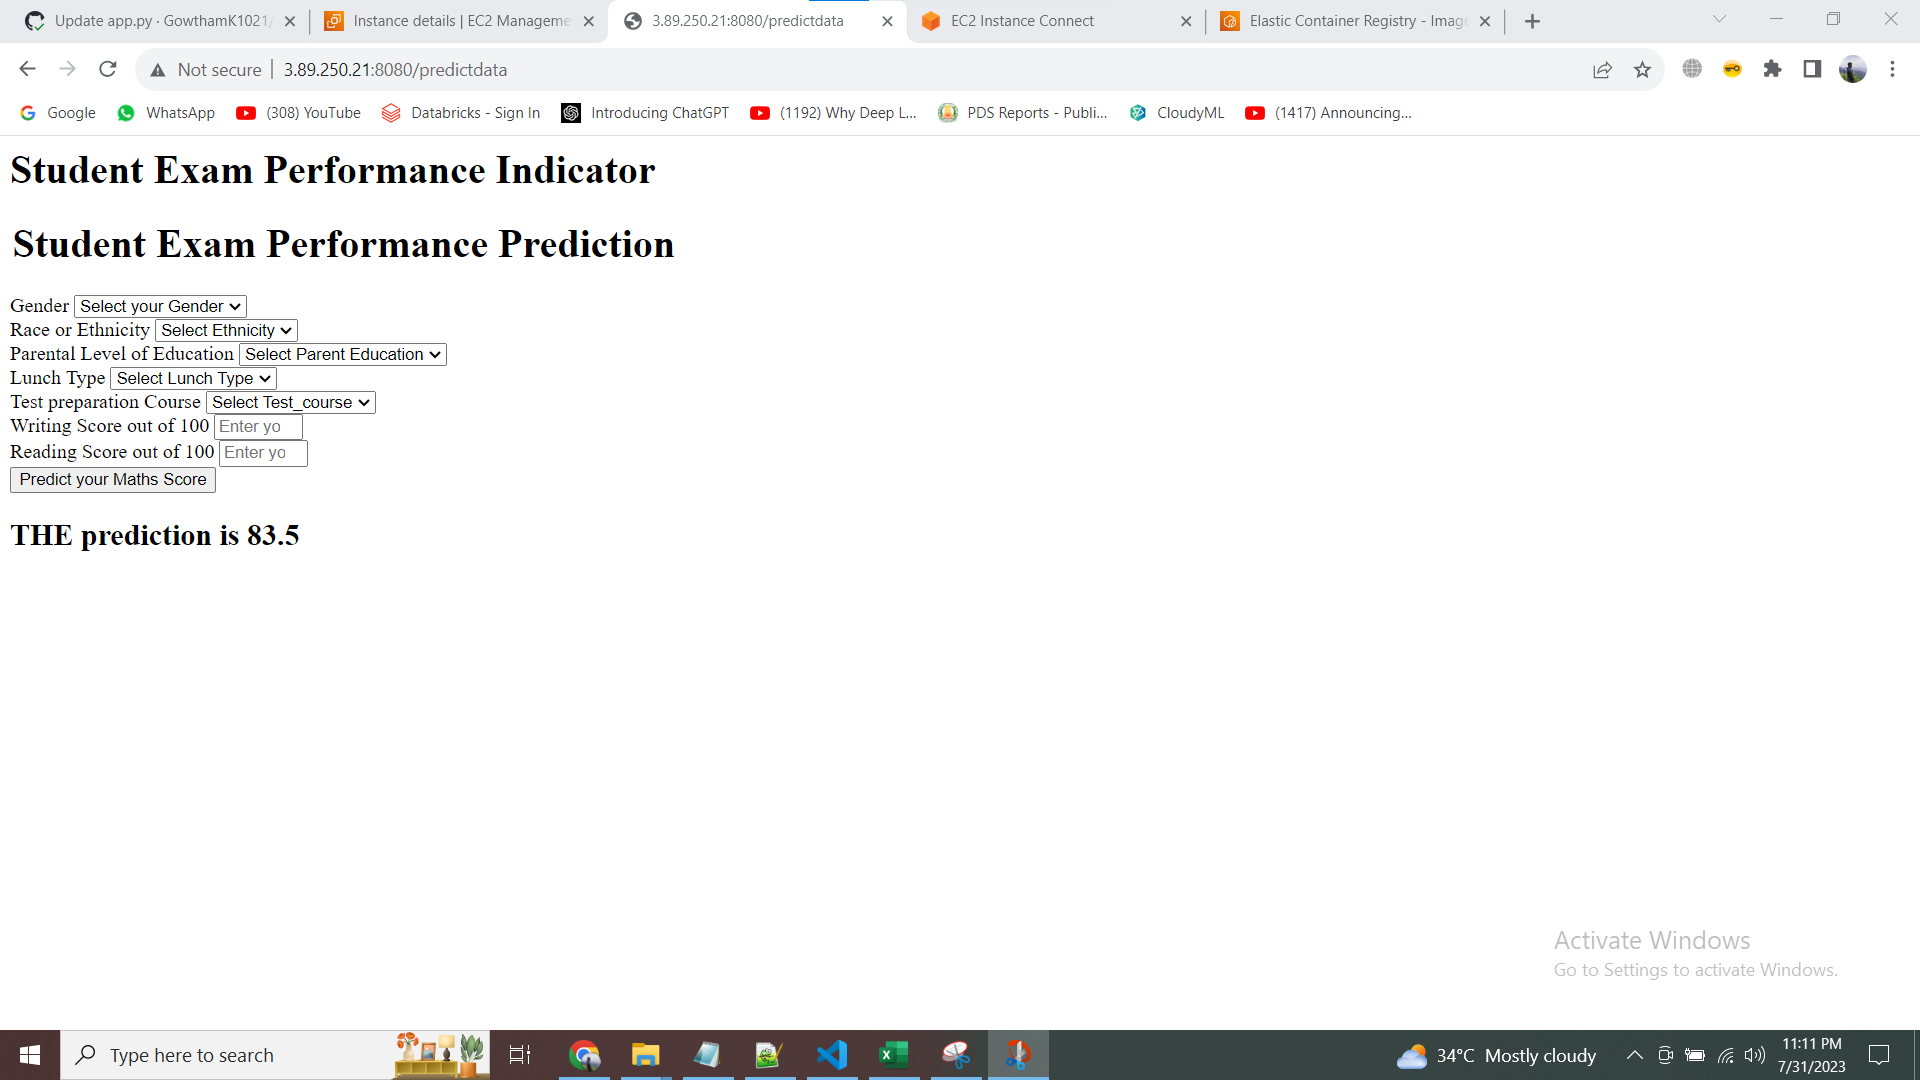 Update app.py · GowthamK1021/
Instance details | EC2 Manageme
3.89.250.21:8080/predictdata
EC2 Instance Connect
Elastic Container Registry - Image
Not secure | 3.89.250.21:8080/predictdata
Google
WhatsApp
(308) YouTube
Databricks - Sign In
Introducing ChatGPT
(1192) Why Deep L...
PDS Reports - Publi...
CloudyML
(1417) Announcing...
Student Exam Performance Indicator
Student Exam Performance Prediction
Gender Select your Gender
Race or Ethnicity Select Ethnicity
Parental Level of Education Select Parent Education
Lunch Type Select Lunch Type
Test preparation Course Select Test_course
Writing Score out of 100 Enter yo
Reading Score out of 100 Enter yo
Predict your Maths Score
THE prediction is 83.5
Activate Windows
Go to Settings to activate Windows.
Type here to search
34°C Mostly cloudy
11:11 PM
7/31/2023